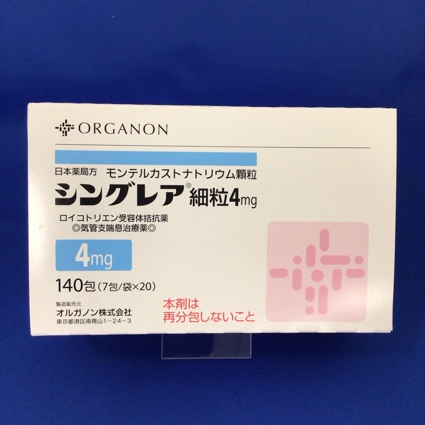 ORGANON
日本薬局方 モンテルカストナトリウム顆粒
シングレア®細粒4mg
ロイコトリエン受容体拮抗薬
◎気管支喘息治療薬◎
4mg
140包(7包/袋×20)
本剤は
再分包しないこと
製造販売元
オルガノン株式会社
東京都港区南青山1-24-3